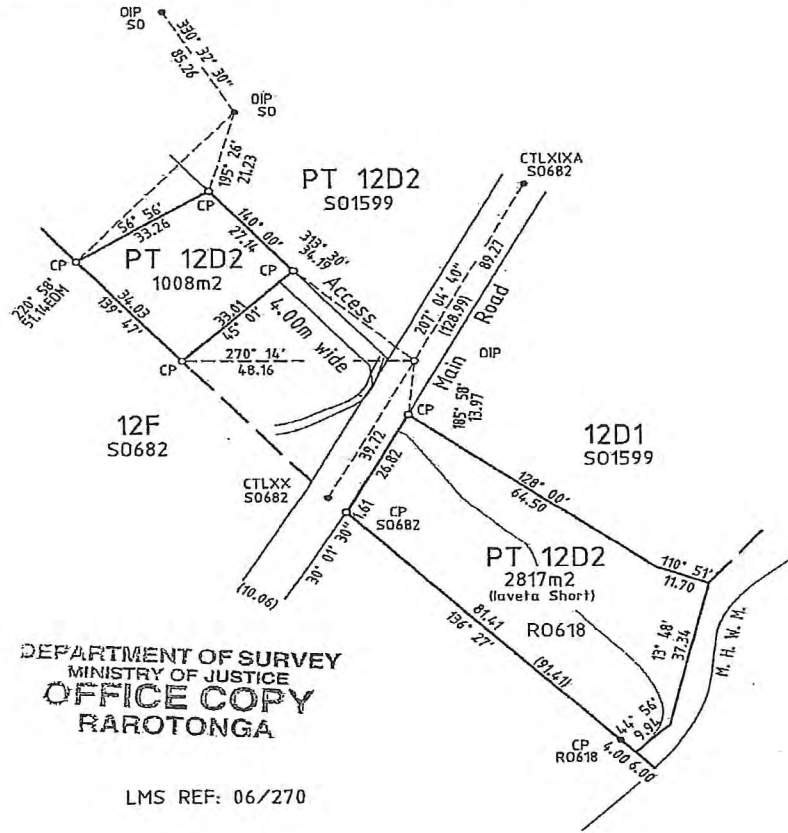 OIP
SO
330° 32' 30"
85.26
OIP
SO
195° 26'
21.23
PT 12D2
SO1599
CTLXIXA
SO682
56° 56'
33.26
CP
140° 00'
27.14
313° 30'
34.19
PT 12D2
1008m2
CP
CP
Access
207° 04' 40"
(128.99)
89.27
Main Road
OIP
220° 58'
51.14EDM
34.03
139° 47'
33.01
45° 01'
4.00m wide
270° 14'
48.16
CP
185° 58'
13.97
CP
12F
SO682
12D1
SO1599
39.72
26.82
CTLXX
SO682
128° 00'
64.50
CP
SO682
1.61
30° 01' 30"
(10.06)
PT 12D2
2817m2
(Iaveta Short)
RO618
110° 51'
11.70
81.41
136° 27'
(91.41)
13° 48'
37.34
M. H. W. M.
44° 56'
9.94
CP
RO618
4.00
6.00
DEPARTMENT OF SURVEY
MINISTRY OF JUSTICE
OFFICE COPY
RAROTONGA
LMS REF: 06/270